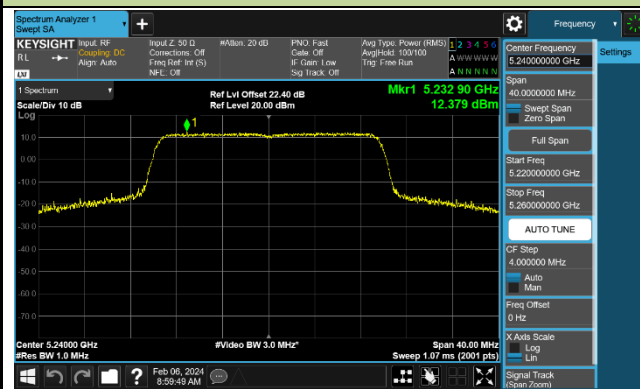 Spectrum Analyzer 1
Swept SA
Frequency
KEYSIGHT
Input: RF
Coupling: DC
Align: Auto
Input Z: 50 Ω
Corrections: Off
Freq Ref: Int (S)
NFE: Off
#Atten: 20 dB
PNO: Fast
Gate: Off
IF Gain: Low
Sig Track: Off
Avg Type: Power (RMS)
Avg|Hold: 100/100
Trig: Free Run
1 2 3 4 5 6
A W W W W W
A N N N N N
RL
LXI
1 Spectrum
Scale/Div 10 dB
Log
Ref Lvl Offset 22.40 dB
Ref Level 20.00 dBm
Mkr1 5.232 90 GHz
12.379 dBm
1
10.0
0.00
-10.0
-20.0
-30.0
-40.0
-50.0
-60.0
-70.0
Center 5.24000 GHz
#Res BW 1.0 MHz
#Video BW 3.0 MHz*
Span 40.00 MHz
Sweep 1.07 ms (2001 pts)
Feb 06, 2024
8:59:49 AM
Center Frequency
5.240000000 GHz
Span
40.0000000 MHz
Swept Span
Zero Span
Full Span
Start Freq
5.220000000 GHz
Stop Freq
5.260000000 GHz
AUTO TUNE
CF Step
4.000000 MHz
Auto
Man
Freq Offset
0 Hz
X Axis Scale
Log
Lin
Signal Track
(Span Zoom)
Settings